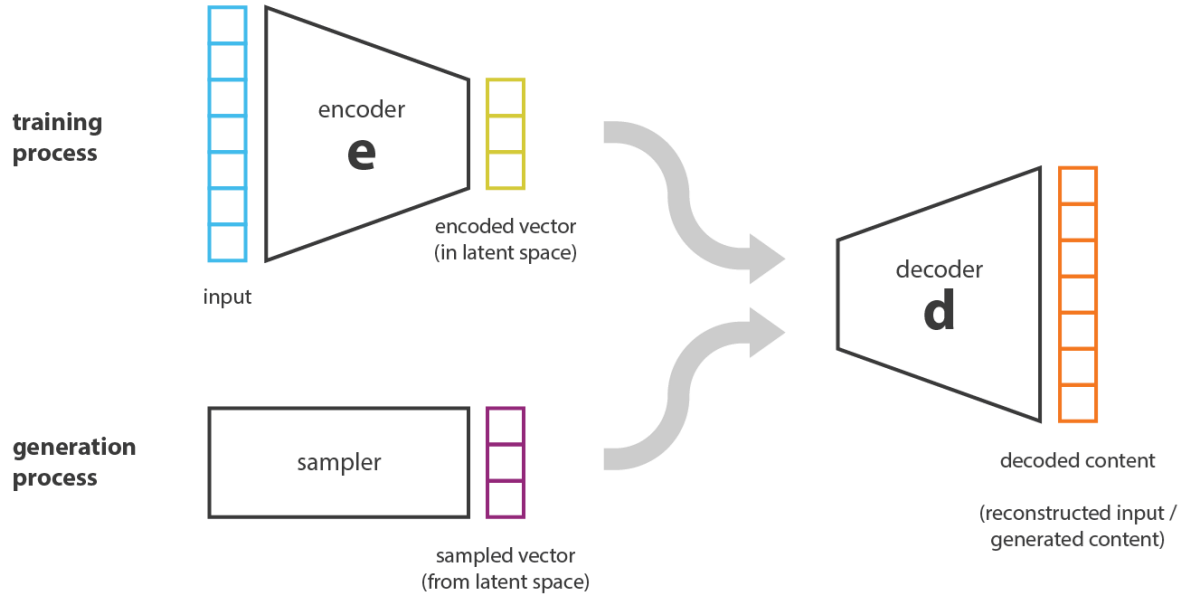 training
process
encoder
e
encoded vector
(in latent space)
input
decoder
d
generation
process
sampler
sampled vector
(from latent space)
decoded content
(reconstructed input /
generated content)